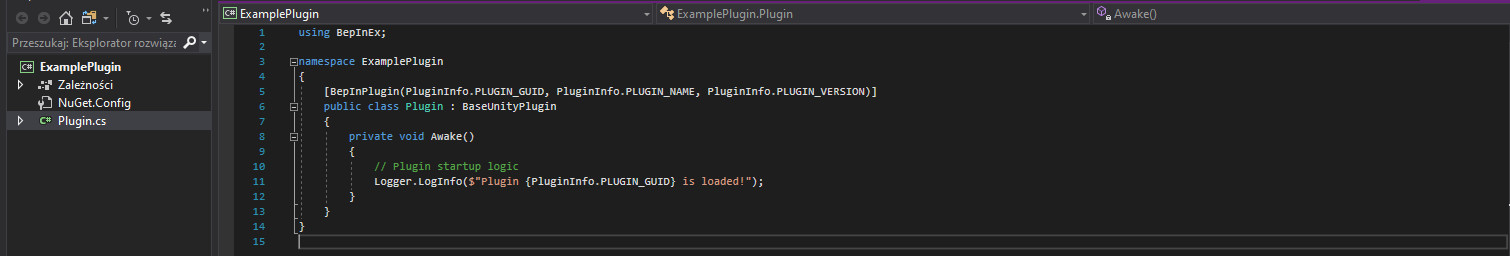 ExamplePlugin
ExamplePlugin.Plugin
Awake()
Przeszukaj: Eksplorator rozwiąza
ExamplePlugin
Zależności
NuGet.Config
Plugin.cs
1 using BepInEx;
2
3 namespace ExamplePlugin
4 {
5 [BepInPlugin(PluginInfo.PLUGIN_GUID, PluginInfo.PLUGIN_NAME, PluginInfo.PLUGIN_VERSION)]
6 public class Plugin : BaseUnityPlugin
7 {
8 private void Awake()
9 {
10 // Plugin startup logic
11 Logger.LogInfo($"Plugin {PluginInfo.PLUGIN_GUID} is loaded!");
12 }
13 }
14 }
15